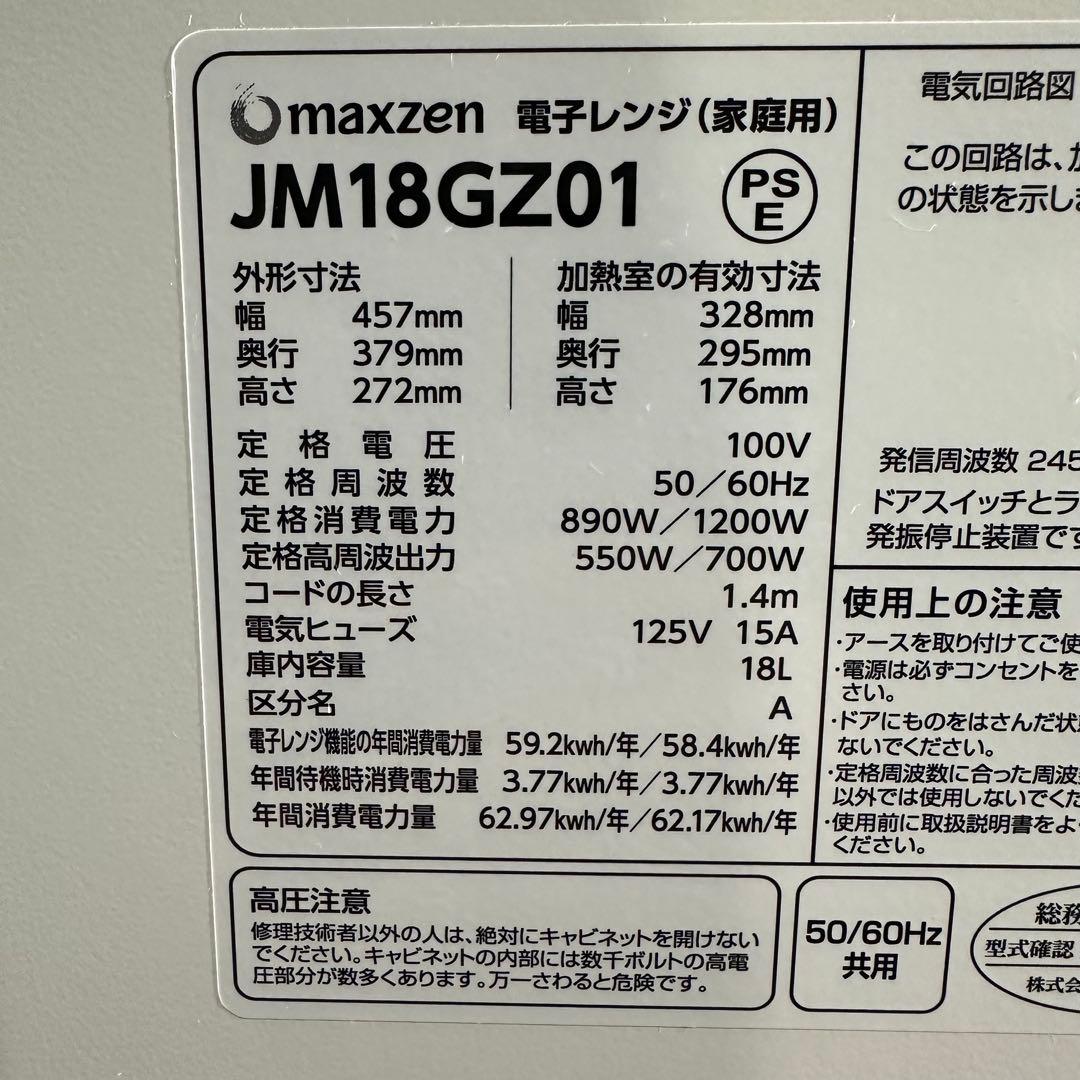 maxzen 電子レンジ(家庭用)
JM18GZ01
PS
E
外形寸法
幅 457mm
奥行 379mm
高さ 272mm
加熱室の有効寸法
幅 328mm
奥行 295mm
高さ 176mm
定格電圧 100V
定格周波数 50/60Hz
定格消費電力 890W/1200W
定格高周波出力 550W/700W
コードの長さ 1.4m
電気ヒューズ 125V 15A
庫内容量 18L
区分名 A
電子レンジ機能の年間消費電力量 59.2kwh/年/58.4kwh/年
年間待機時消費電力量 3.77kwh/年/3.77kwh/年
年間消費電力量 62.97kwh/年/62.17kwh/年
電気回路図
この回路は、
の状態を示し
発信周波数 245
ドアスイッチとラ
発振停止装置で
使用上の注意
・アースを取り付けてご使
・電源は必ずコンセントを
さい。
・ドアにものをはさんだ状
ないでください。
・定格周波数に合った周波
以外では使用しないでくだ
・使用前に取扱説明書をよ
ください。
高圧注意
修理技術者以外の人は、絶対にキャビネットを開けない
でください。キャビネットの内部には数千ボルトの高電
圧部分が数多くあります。万一さわると危険です。
50/60Hz
共用
総務
型式確認
株式会